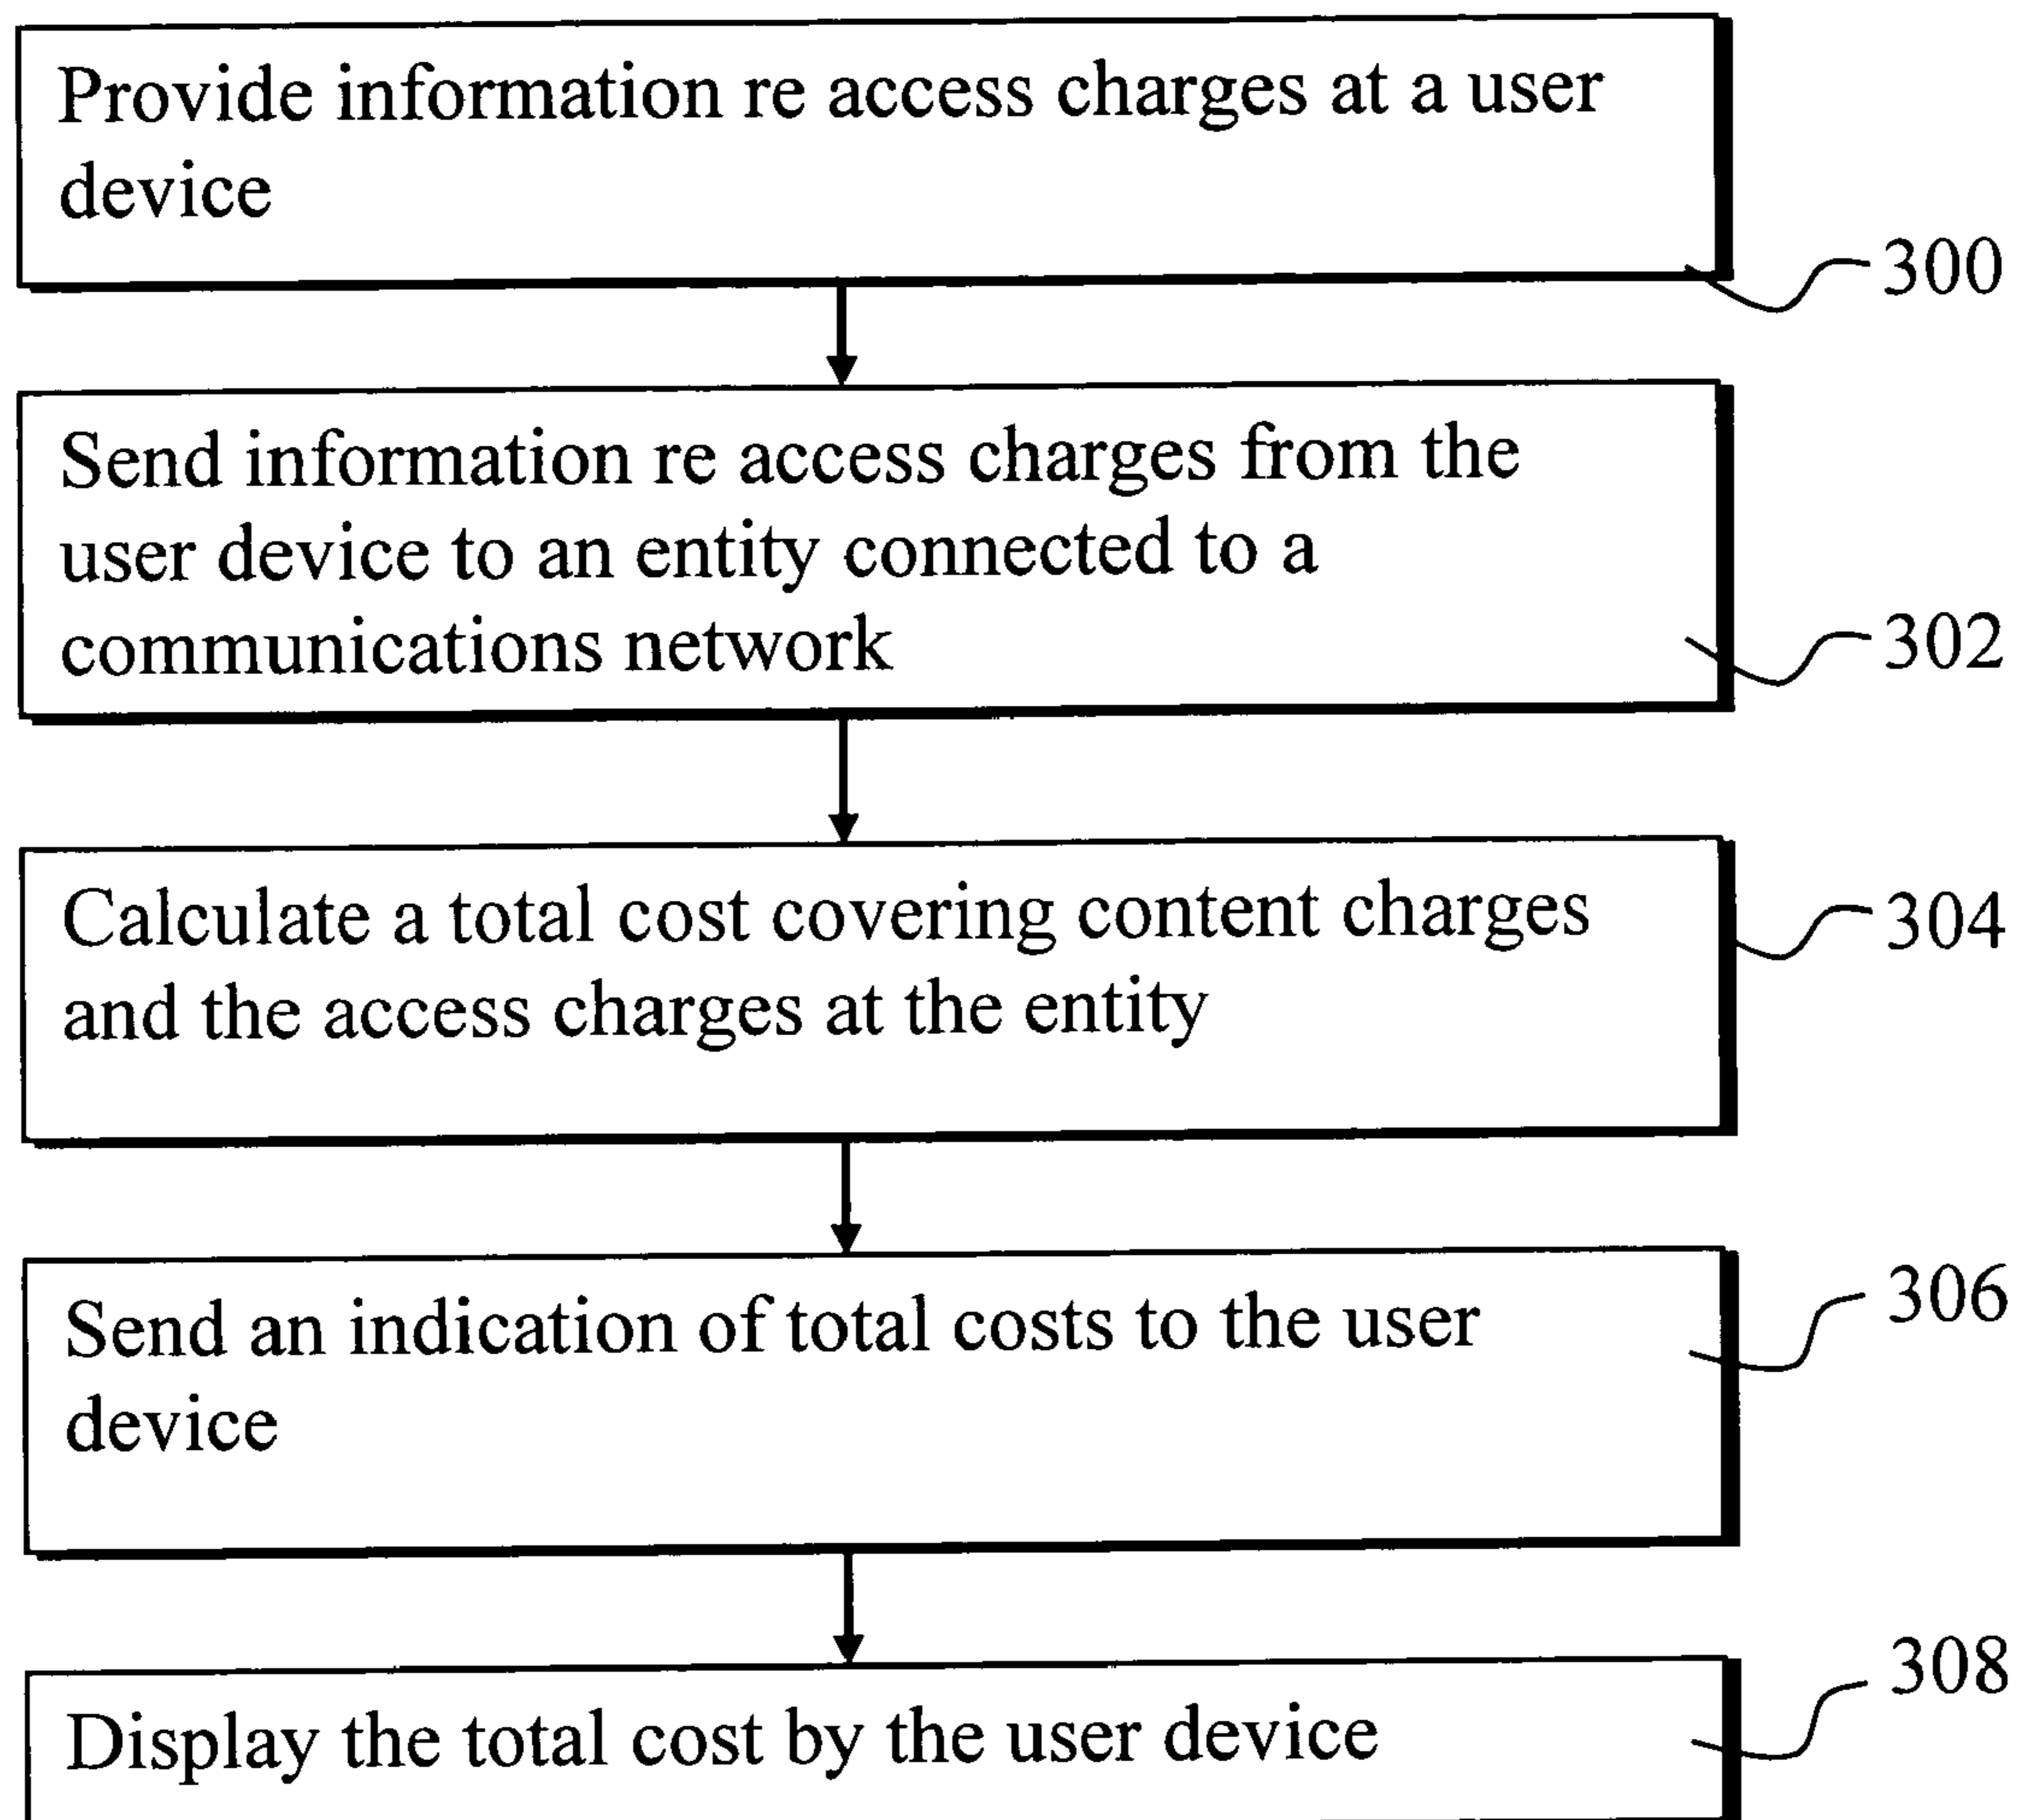 Provide information re access charges at a user
device
300
Send information re access charges from the
user device to an entity connected to a
communications network
302
Calculate a total cost covering content charges
and the access charges at the entity
304
Send an indication of total costs to the user
device
306
Display the total cost by the user device
308